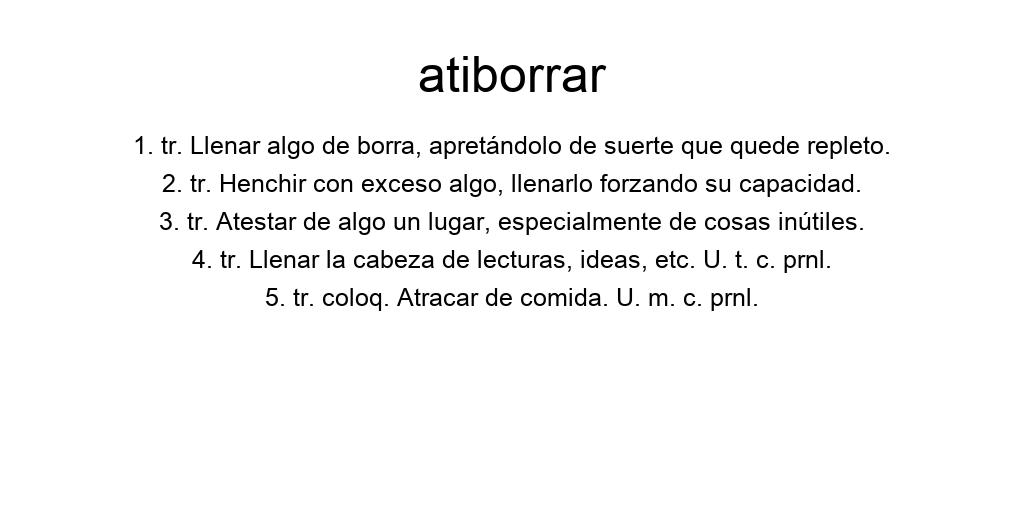 atiborrar
1. tr. Llenar algo de borra, apretándolo de suerte que quede repleto.
2. tr. Henchir con exceso algo, llenarlo forzando su capacidad.
3. tr. Atestar de algo un lugar, especialmente de cosas inútiles.
4. tr. Llenar la cabeza de lecturas, ideas, etc. U. t. c. prnl.
5. tr. coloq. Atracar de comida. U. m. c. prnl.